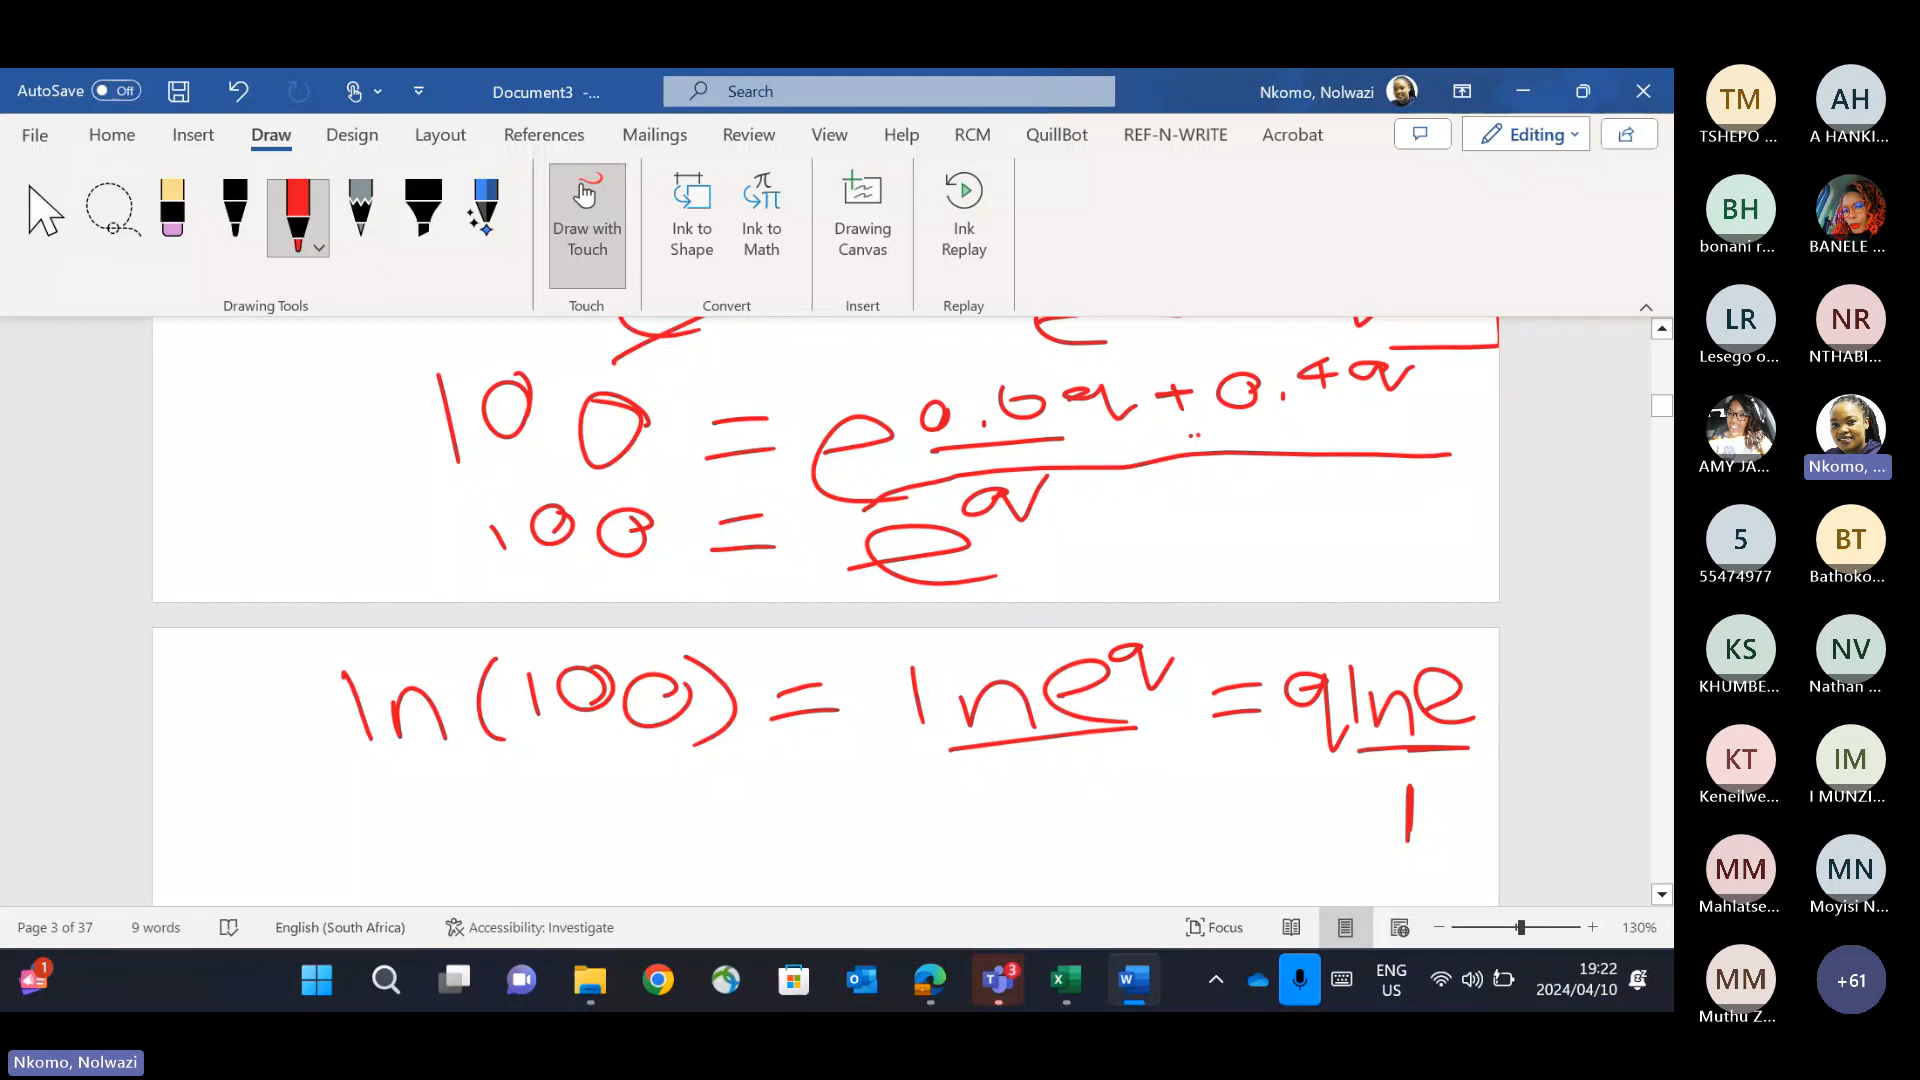 AutoSave Off Document3 -... Search Nkomo, Nolwazi
File Home Insert Draw Design Layout References Mailings Review View Help RCM QuillBot REF-N-WRITE Acrobat Editing
Draw with Touch
Ink to Shape
Ink to Math
Drawing Canvas
Ink Replay
Drawing Tools Touch Convert Insert Replay
100 = e^0.6q + 0.4q
100 = e^q
ln(100) = ln e^q = q ln e
1
Page 3 of 37 9 words English (South Africa) Accessibility: Investigate Focus 130%
1 3 ENG US 19:22 2024/04/10
Nkomo, Nolwazi
TM AH
TSHEPO ... A HANKI...
BH
bonani r... BANELE ...
LR NR
Lesego o... NTHABI...
AMY JA... Nkomo, ...
5 BT
55474977 Bathoko...
KS NV
KHUMBE... Nathan ...
KT IM
Keneilwe... I MUNZI...
MM MN
Mahlatse... Moyisi N...
MM +61
Muthu Z...